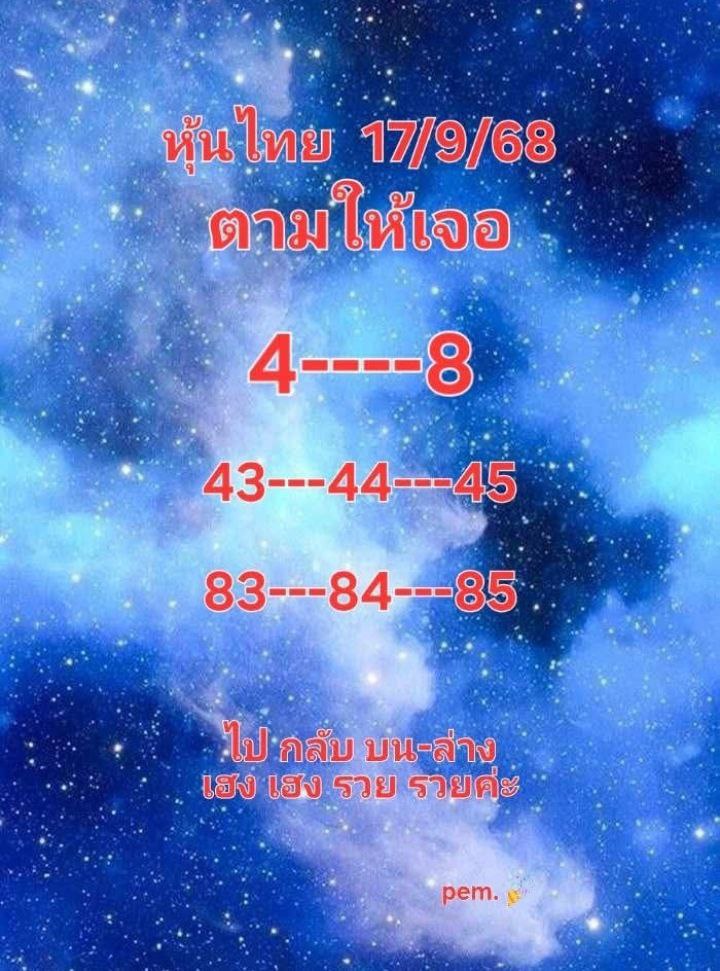 หุ้นไทย 17/9/68
ตามให้เจอ
4----8
43---44---45
83---84---85
ไป กลับ บน-ล่าง
เฮง เฮง รวย รวยค่ะ
pem. 🎉